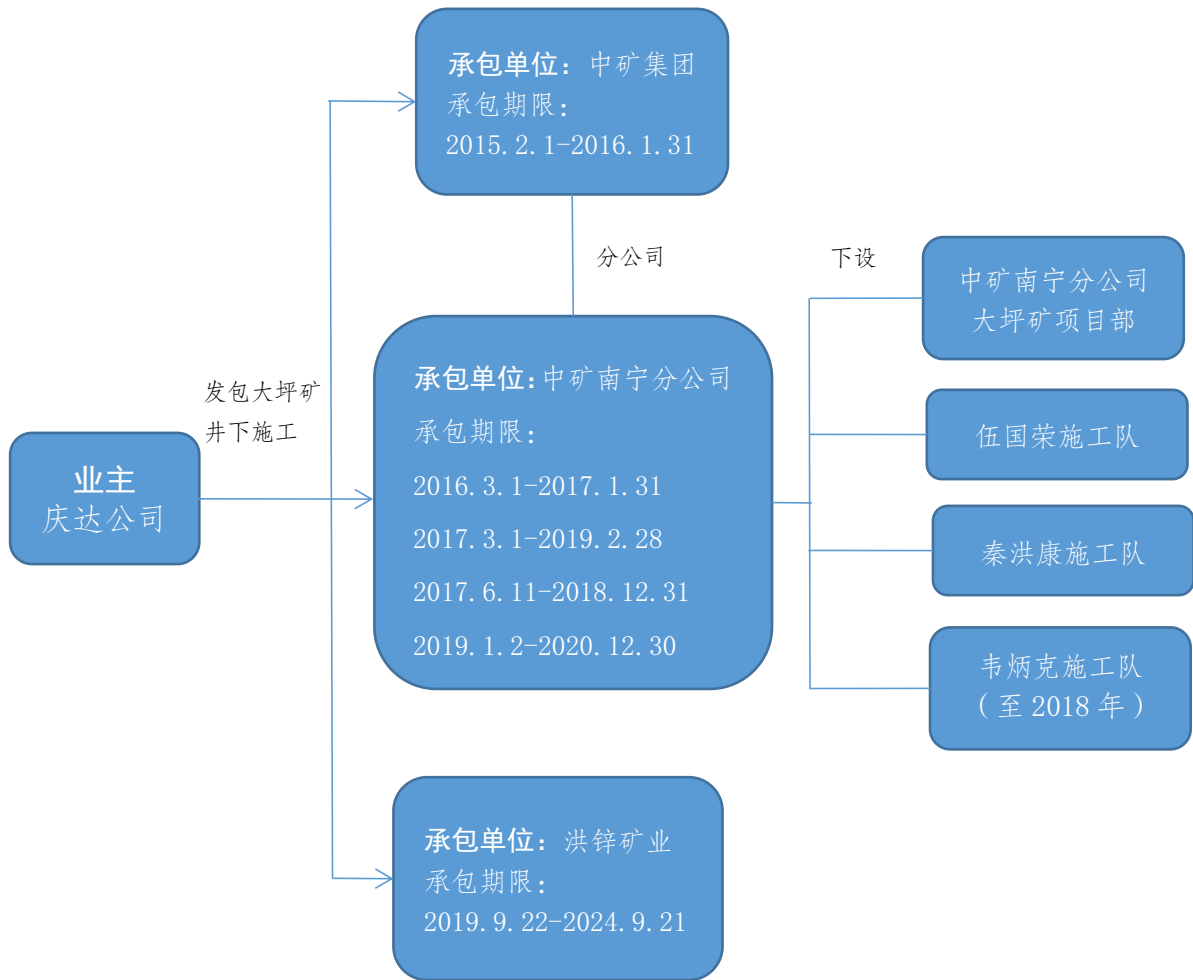 承包单位：中矿集团
承包期限：
2015.2.1-2016.1.31
分公司
下设
中矿南宁分公司
大坪矿项目部
发包大坪矿
井下施工
业主
庆达公司
承包单位:中矿南宁分公司
承包期限：
2016.3.1-2017.1.31
2017.3.1-2019.2.28
2017.6.11-2018.12.31
2019.1.2-2020.12.30
伍国荣施工队
秦洪康施工队
韦炳克施工队
（至 2018 年）
承包单位：洪锌矿业
承包期限：
2019.9.22-2024.9.21